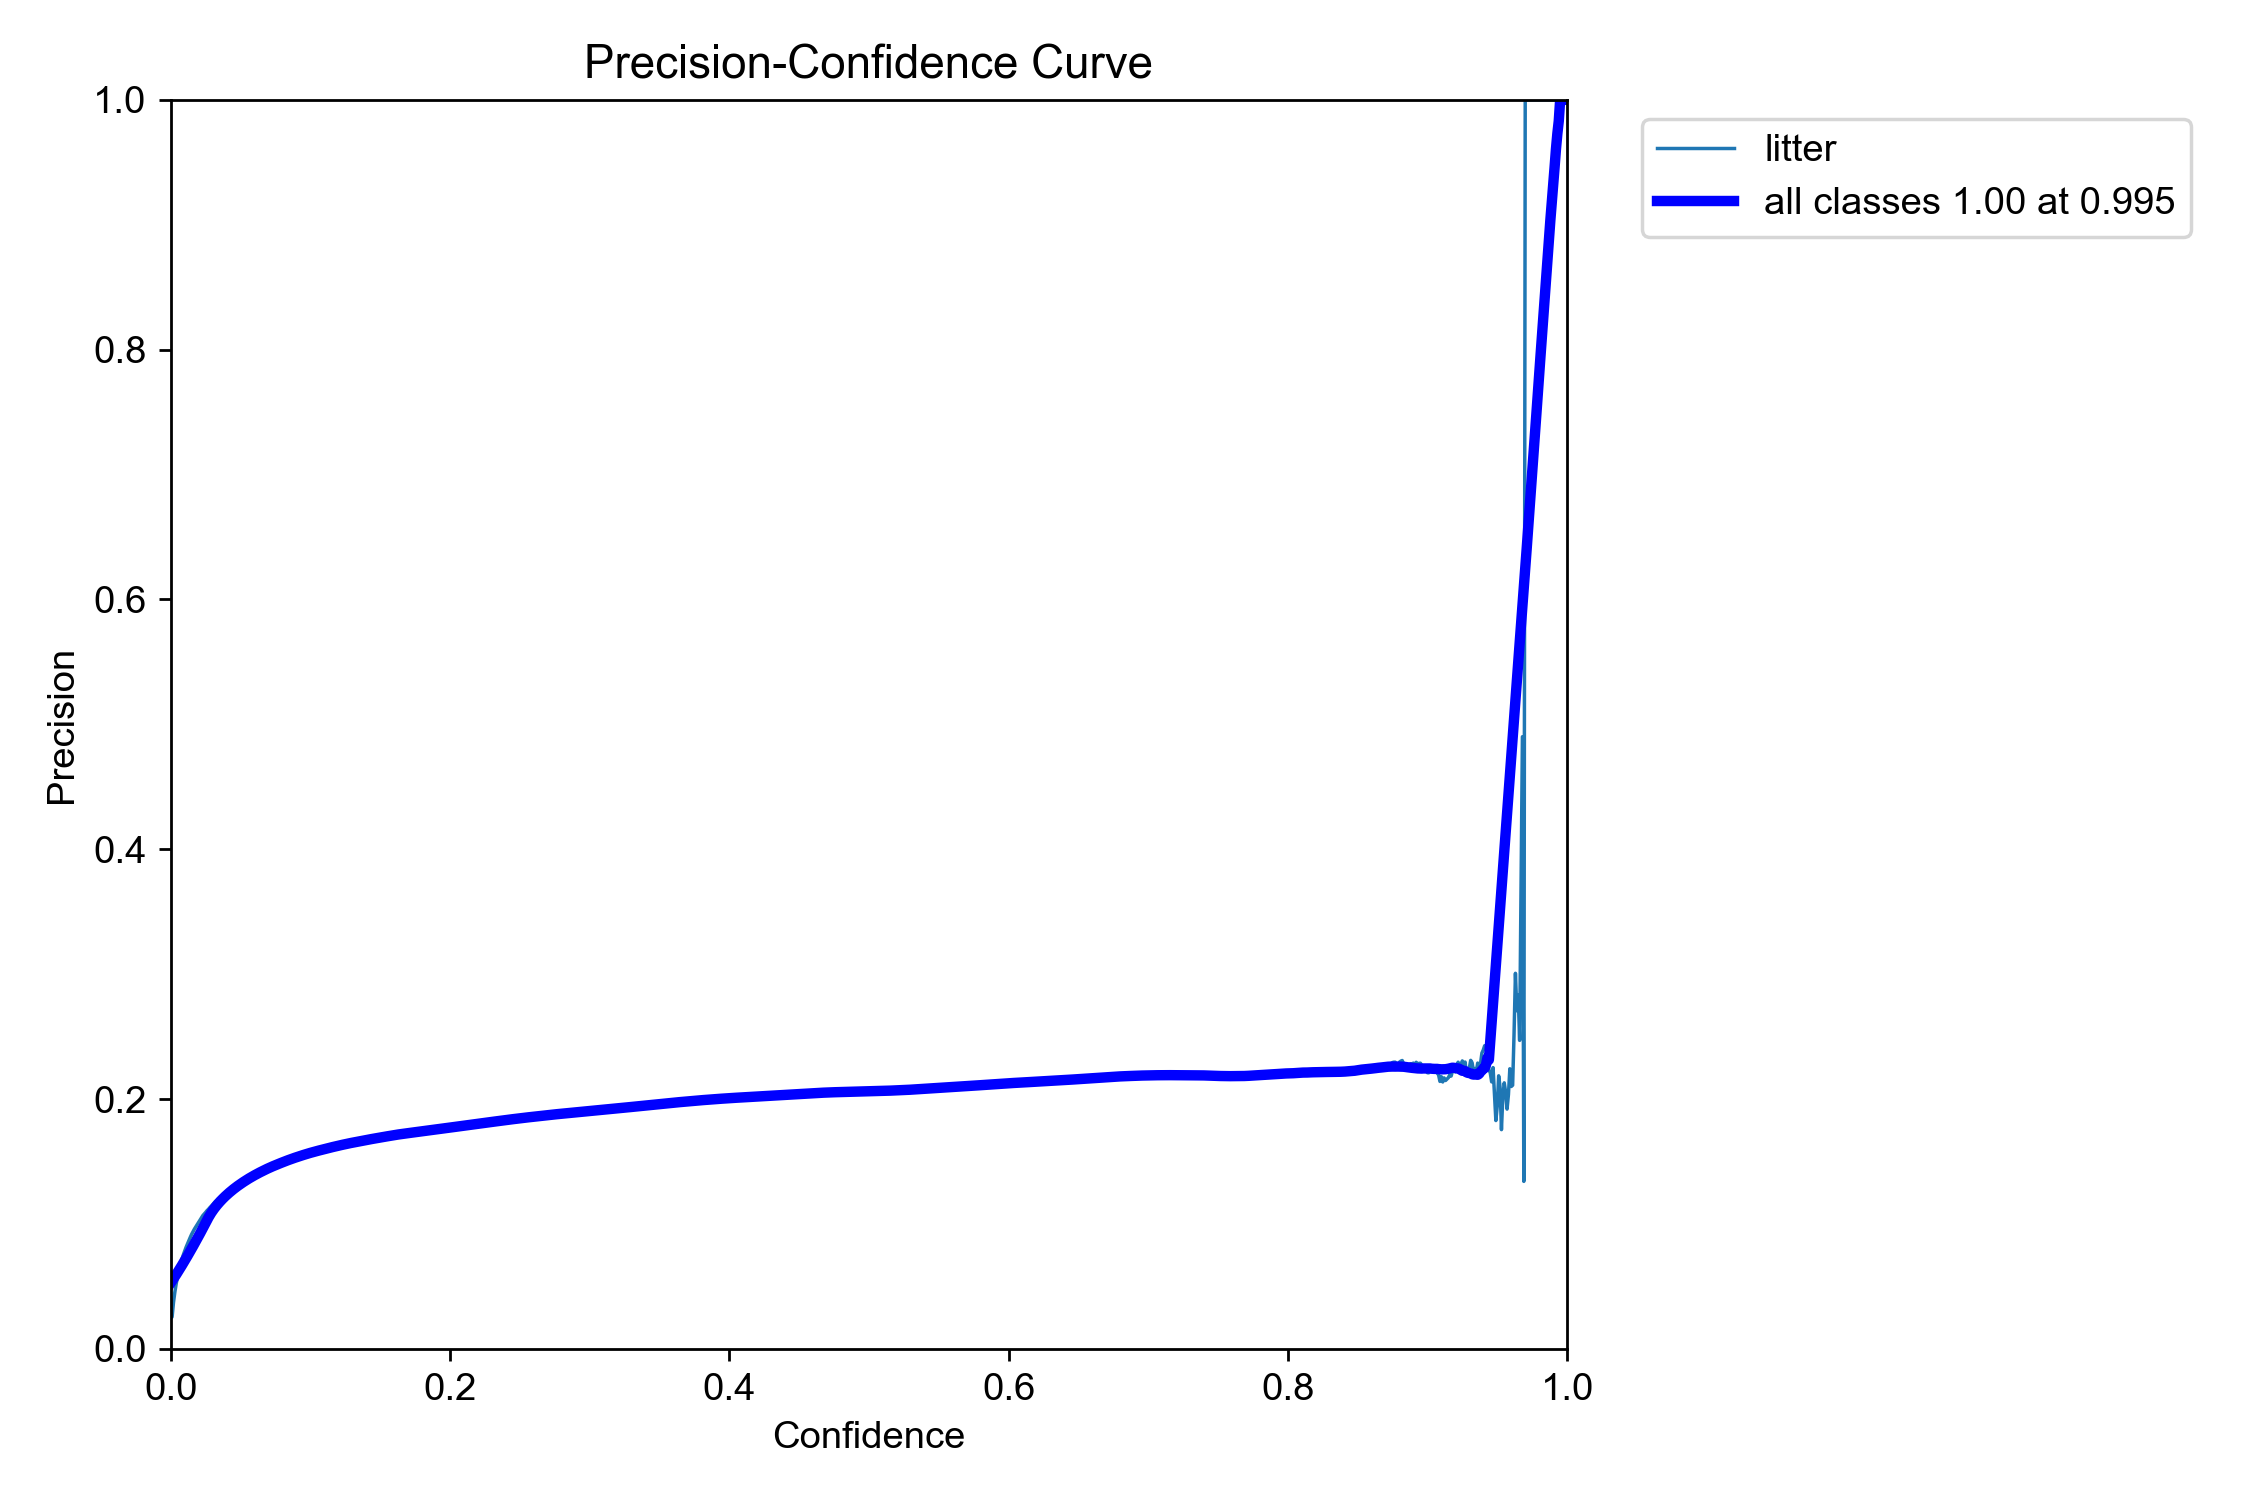 Precision-Confidence Curve
1.0
0.8
0.6
0.4
0.2
0.0
Precision
0.0 0.2 0.4 0.6 0.8 1.0
Confidence
litter
all classes 1.00 at 0.995